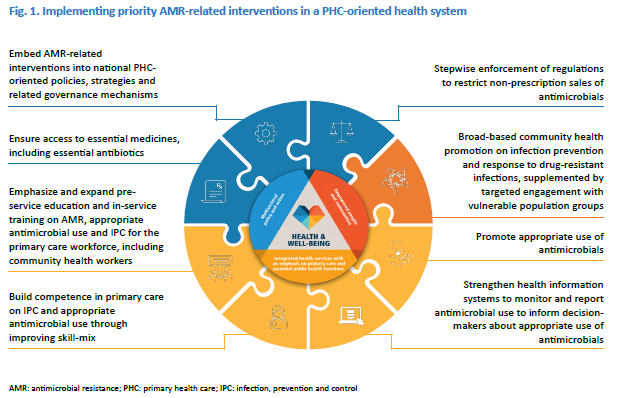 Fig. 1. Implementing priority AMR-related interventions in a PHC-oriented health system
Embed AMR-related
interventions into national PHC-
oriented policies, strategies and
related governance mechanisms
Ensure access to essential medicines,
including essential antibiotics
Emphasize and expand pre-
service education and in-service
training on AMR, appropriate
antimicrobial use and IPC for the
primary care workforce, including
community health workers
Build competence in primary care
on IPC and appropriate
antimicrobial use through
improving skill-mix
Multisectoral
policy and action
Empowered people
and communities
HEALTH &
WELL-BEING
Integrated health services with
an emphasis on primary care and
essential public health functions
Stepwise enforcement of regulations
to restrict non-prescription sales of
antimicrobials
Broad-based community health
promotion on infection prevention
and response to drug-resistant
infections, supplemented by
targeted engagement with
vulnerable population groups
Promote appropriate use of
antimicrobials
Strengthen health information
systems to monitor and report
antimicrobial use to inform decision-
makers about appropriate use of
antimicrobials
AMR: antimicrobial resistance; PHC: primary health care; IPC: infection, prevention and control